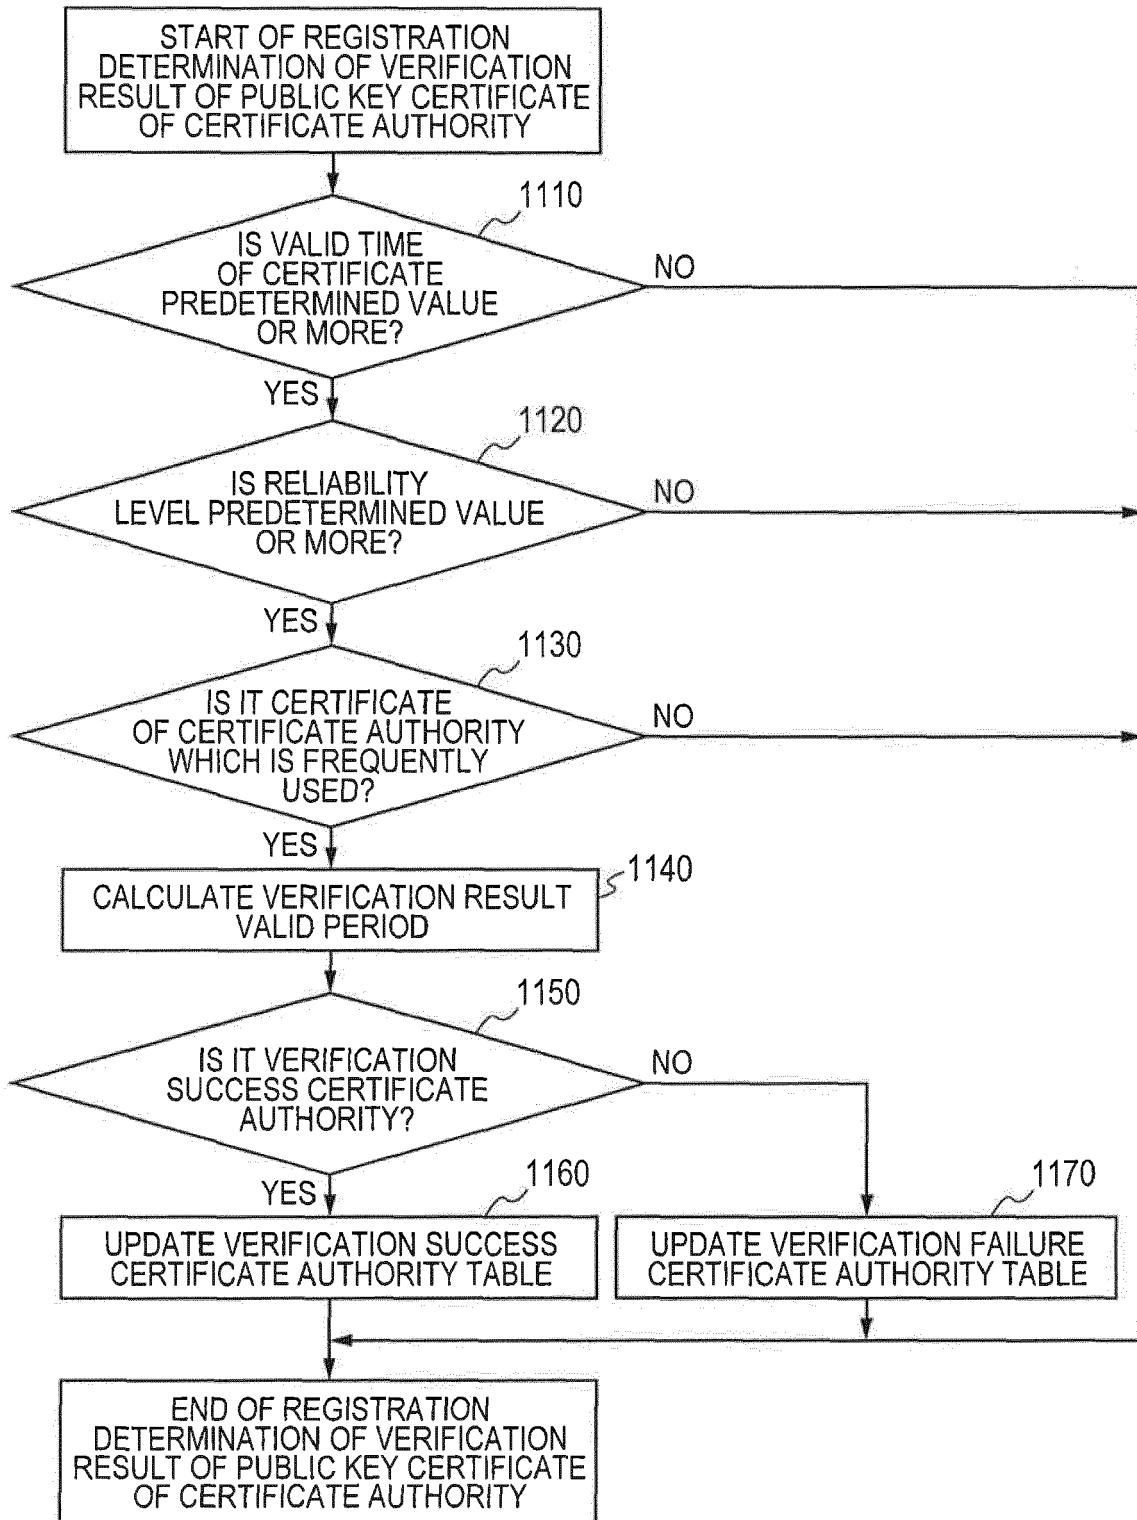 START OF REGISTRATION
DETERMINATION OF VERIFICATION
RESULT OF PUBLIC KEY CERTIFICATE
OF CERTIFICATE AUTHORITY
1110
IS VALID TIME
OF CERTIFICATE
PREDETERMINED VALUE
OR MORE?
NO
YES
1120
IS RELIABILITY
LEVEL PREDETERMINED VALUE
OR MORE?
NO
YES
1130
IS IT CERTIFICATE
OF CERTIFICATE AUTHORITY
WHICH IS FREQUENTLY
USED?
NO
YES
1140
CALCULATE VERIFICATION RESULT
VALID PERIOD
1150
IS IT VERIFICATION
SUCCESS CERTIFICATE
AUTHORITY?
NO
YES
1160
UPDATE VERIFICATION SUCCESS
CERTIFICATE AUTHORITY TABLE
1170
UPDATE VERIFICATION FAILURE
CERTIFICATE AUTHORITY TABLE
END OF REGISTRATION
DETERMINATION OF VERIFICATION
RESULT OF PUBLIC KEY CERTIFICATE
OF CERTIFICATE AUTHORITY